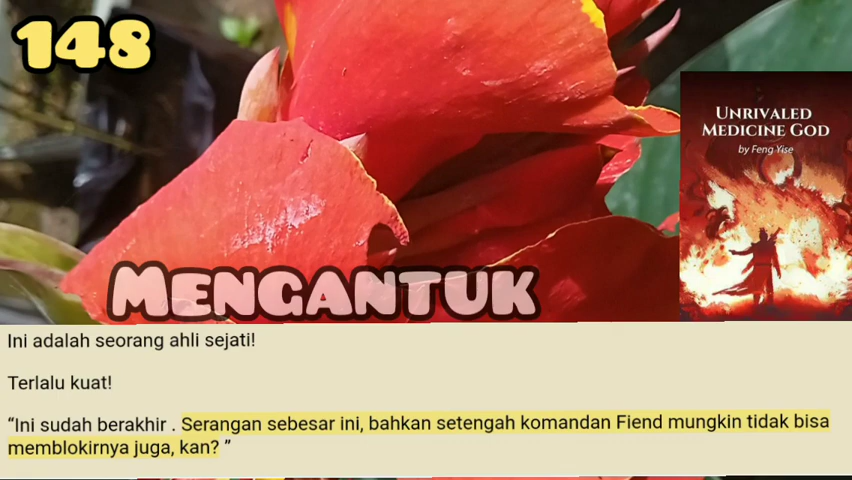 148
UNRIVALED
MEDICINE GOD
by Feng Yise
MENGANTUK
Ini adalah seorang ahli sejati!
Terlalu kuat!
“Ini sudah berakhir . Serangan sebesar ini, bahkan setengah komandan Fiend mungkin tidak bisa
memblokirnya juga, kan? ”